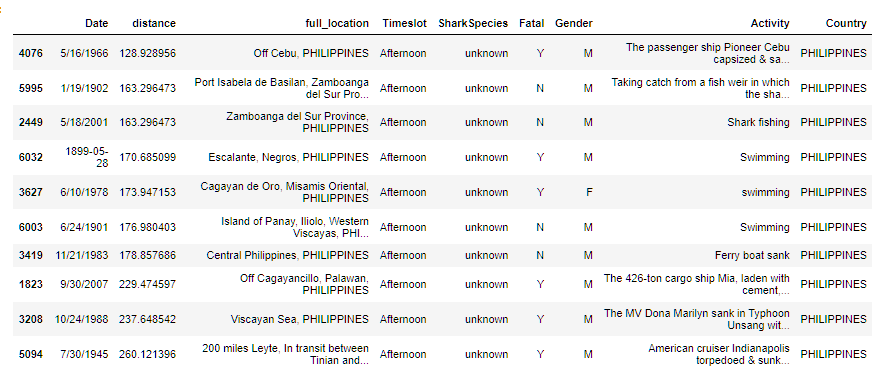 Date distance full_location Timeslot SharkSpecies Fatal Gender Activity Country
4076 5/16/1966 128.928956 Off Cebu, PHILIPPINES Afternoon unknown Y M The passenger ship Pioneer Cebu capsized & sa... PHILIPPINES
5995 1/19/1902 163.296473 Port Isabela de Basilan, Zamboanga del Sur Pro... Afternoon unknown N M Taking catch from a fish weir in which the sha... PHILIPPINES
2449 5/18/2001 163.296473 Zamboanga del Sur Province, PHILIPPINES Afternoon unknown N M Shark fishing PHILIPPINES
6032 1899-05-28 170.685099 Escalante, Negros, PHILIPPINES Afternoon unknown Y M Swimming PHILIPPINES
3627 6/10/1978 173.947153 Cagayan de Oro, Misamis Oriental, PHILIPPINES Afternoon unknown Y F swimming PHILIPPINES
6003 6/24/1901 176.980403 Island of Panay, Iliolo, Western Viscayas, PHI... Afternoon unknown N M Swimming PHILIPPINES
3419 11/21/1983 178.857686 Central Philippines, PHILIPPINES Afternoon unknown N M Ferry boat sank PHILIPPINES
1823 9/30/2007 229.474597 Off Cagayancillo, Palawan, PHILIPPINES Afternoon unknown Y M The 426-ton cargo ship Mia, laden with cement,... PHILIPPINES
3208 10/24/1988 237.648542 Viscayan Sea, PHILIPPINES Afternoon unknown Y M The MV Dona Marilyn sank in Typhoon Unsang wit... PHILIPPINES
5094 7/30/1945 260.121396 200 miles Leyte, In transit between Tinian and... Afternoon unknown Y M American cruiser Indianapolis torpedoed & sunk... PHILIPPINES